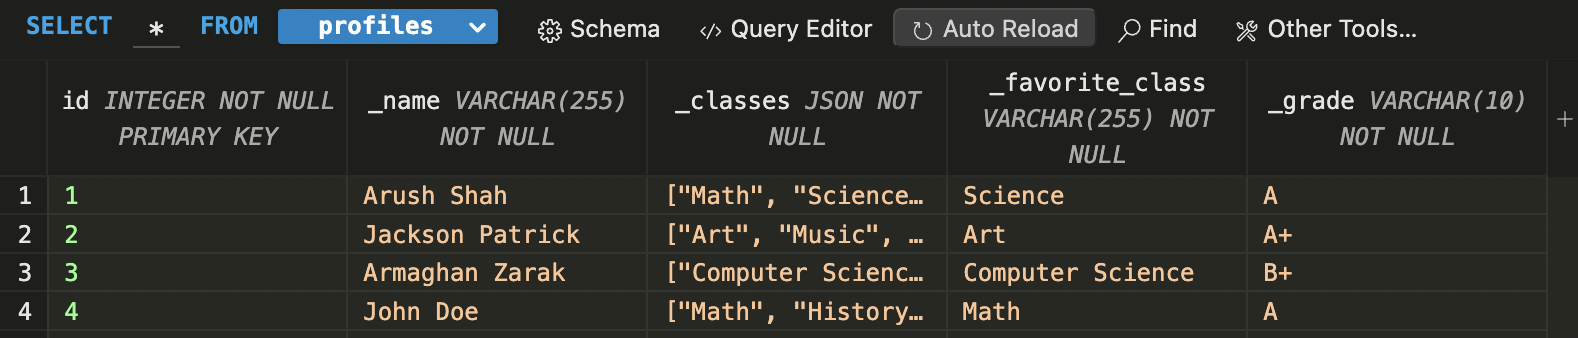 SELECT * FROM profiles Schema Query Editor Auto Reload Find Other Tools...
id INTEGER NOT NULL PRIMARY KEY
_name VARCHAR(255) NOT NULL
_classes JSON NOT NULL
_favorite_class VARCHAR(255) NOT NULL
_grade VARCHAR(10) NOT NULL
+
1 1 Arush Shah ["Math", "Science… Science A
2 2 Jackson Patrick ["Art", "Music", … Art A+
3 3 Armaghan Zarak ["Computer Scienc… Computer Science B+
4 4 John Doe ["Math", "History… Math A